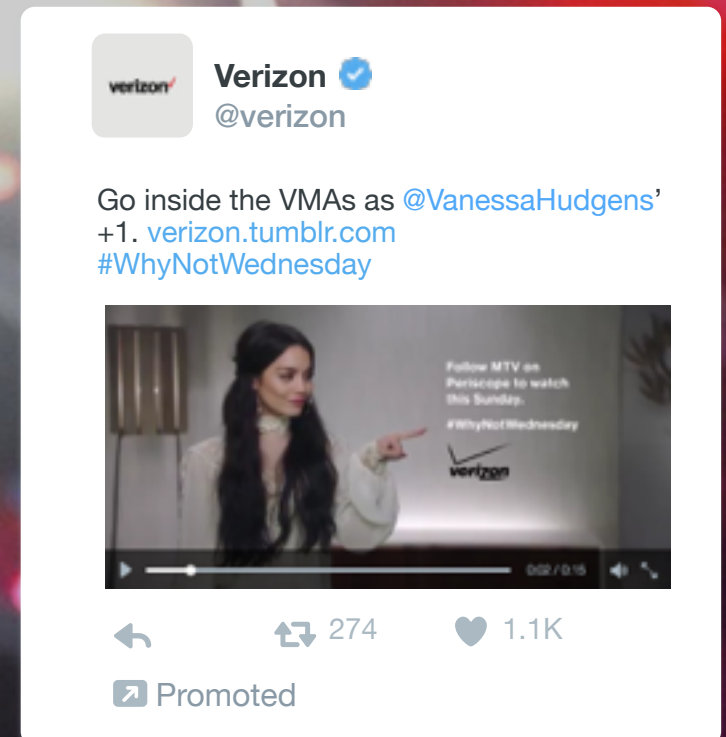 verizon
Verizon
@verizon
Go inside the VMAs as @VanessaHudgens’
+1. verizon.tumblr.com
#WhyNotWednesday
Follow MTV on
Periscope to watch
this Sunday.
#WhyNotWednesday
verizon
0:02 / 0:15
274
1.1K
Promoted